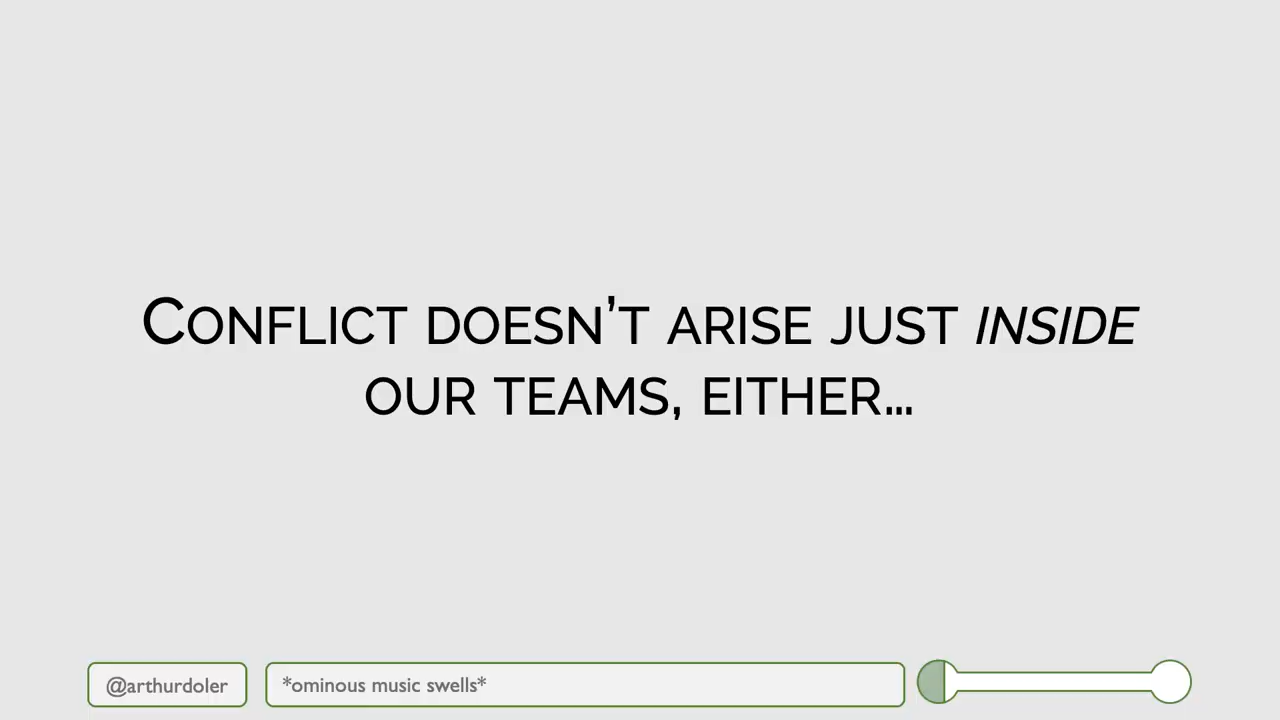 Conflict doesn't arise just inside
our teams, either…
@arthurdoler
*ominous music swells*